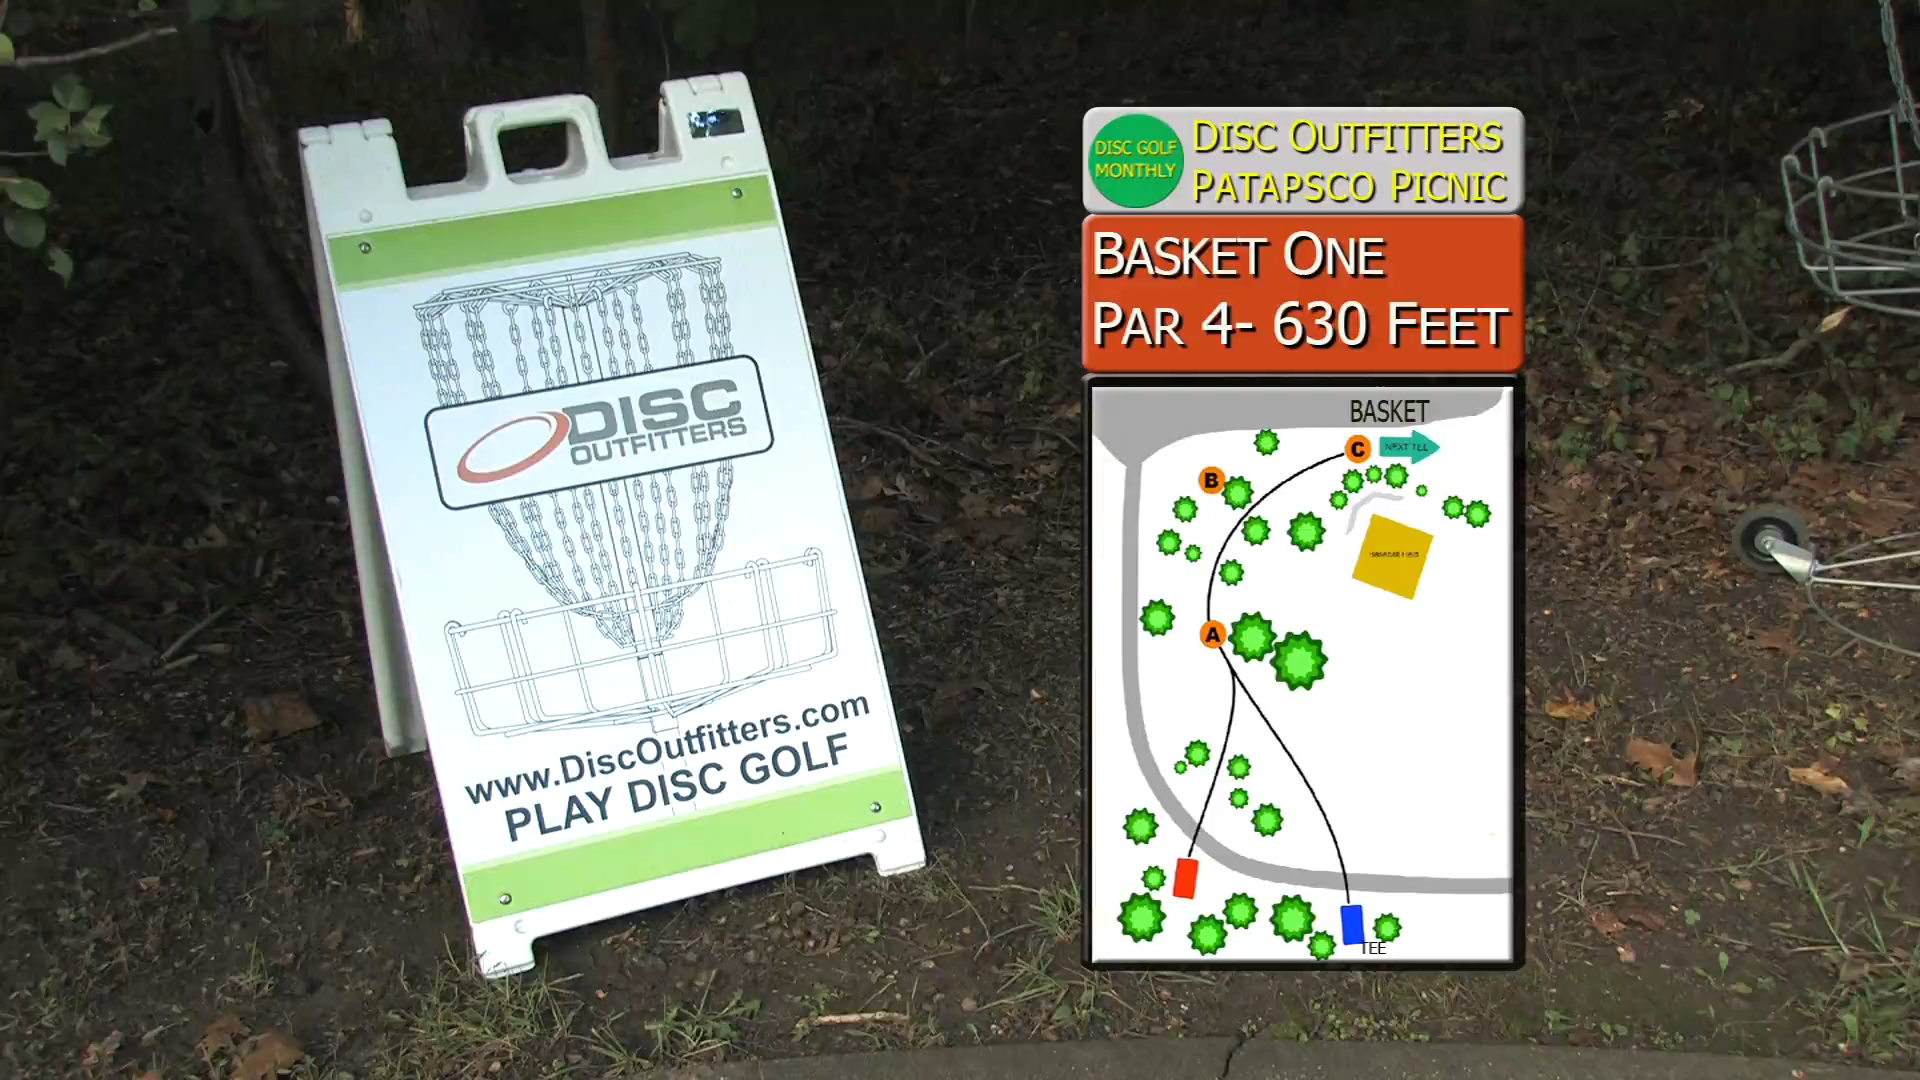 DISC
OUTFITTERS
www.DiscOutfitters.com
PLAY DISC GOLF
DISC GOLF
MONTHLY
DISC OUTFITTERS
PATAPSCO PICNIC
BASKET ONE
PAR 4- 630 FEET
BASKET
C
NEXT TEE
B
A
TEE